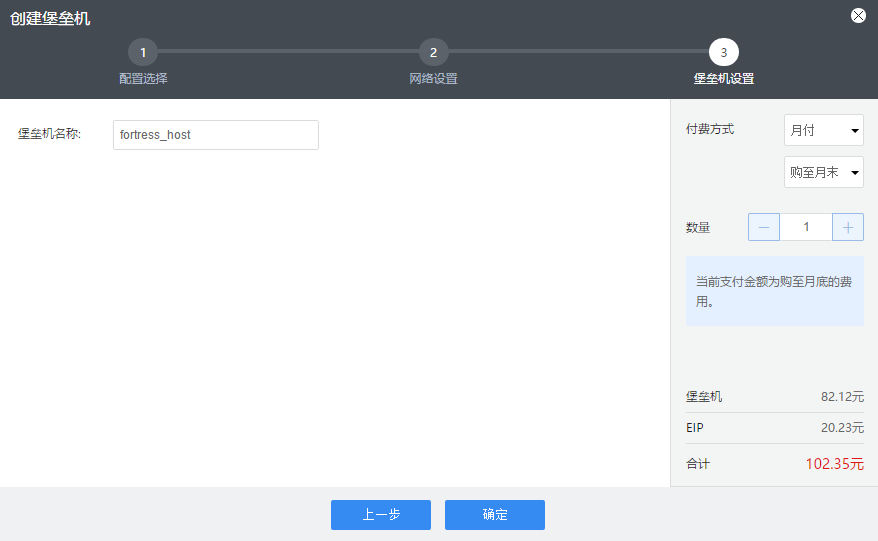 创建堡垒机
1
2
3
配置选择
网络设置
堡垒机设置
堡垒机名称:
fortress_host
付费方式
月付
购至月末
数量
1
当前支付金额为购至月底的费
用。
堡垒机 82.12元
EIP 20.23元
合计 102.35元
上一步
确定